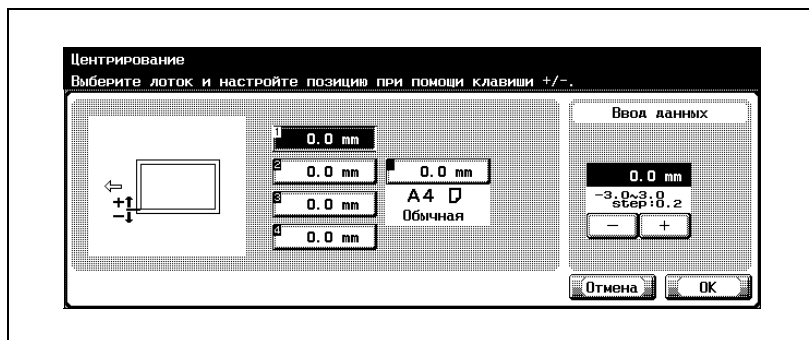 Центрирование
Выберите лоток и настройте позицию при помощи клавиши +/-.
Ввод данных
1 0.0 mm
2 0.0 mm
0.0 mm
3 0.0 mm
A4
Обычная
4 0.0 mm
+
−
0.0 mm
-3.0~3.0
step:0.2
− +
Отмена
OK